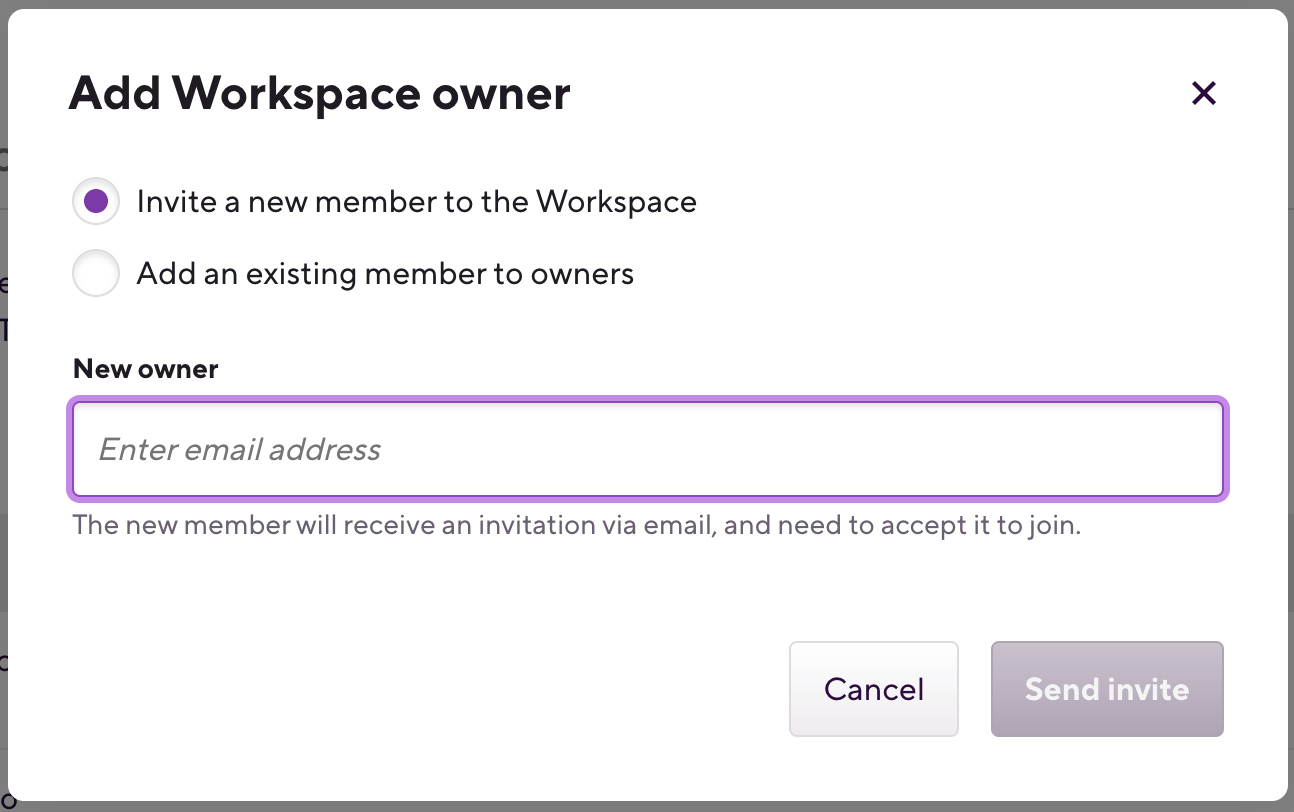 Add Workspace owner
Invite a new member to the Workspace
Add an existing member to owners
New owner
Enter email address
The new member will receive an invitation via email, and need to accept it to join.
Cancel
Send invite